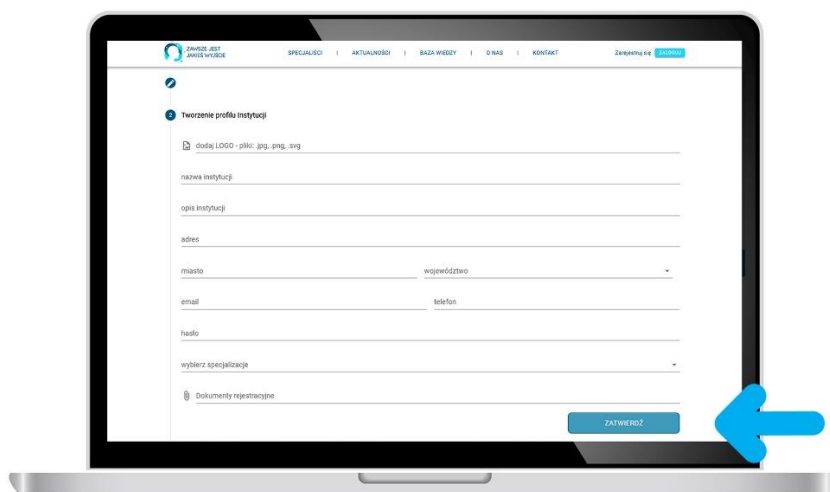 ZAWSZE JEST
JAKIEŚ WYJŚCIE
SPECJALIŚCI | AKTUALNOŚCI | BAZA WIEDZY | O NAS | KONTAKT
Zarejestruj się ZALOGUJ
2 Tworzenie profilu Instytucji
dodaj LOGO - pliki: .jpg, .png, .svg
nazwa instytucji
opis instytucji
adres
miasto województwo
email telefon
hasło
wybierz specjalizacje
Dokumenty rejestracyjne
ZATWIERDŹ